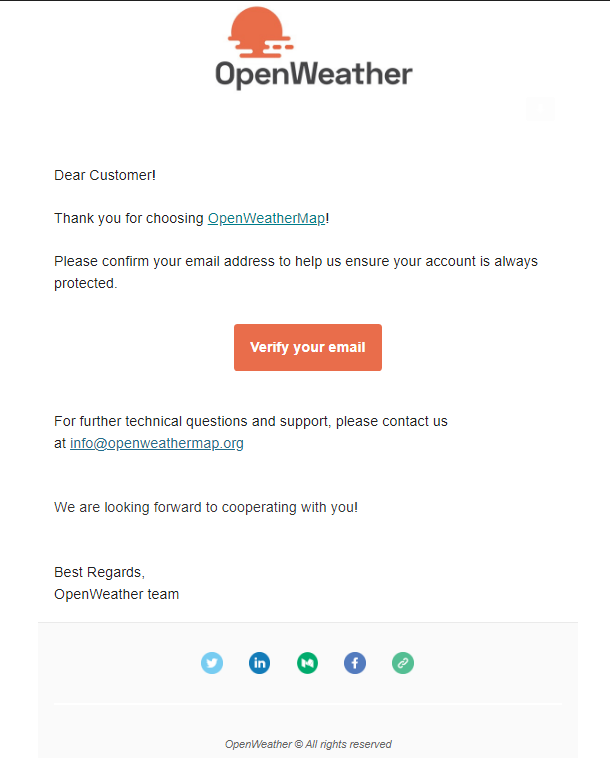 OpenWeather
Dear Customer!
Thank you for choosing OpenWeatherMap!
Please confirm your email address to help us ensure your account is always
protected.
Verify your email
For further technical questions and support, please contact us
at info@openweathermap.org
We are looking forward to cooperating with you!
Best Regards,
OpenWeather team
OpenWeather © All rights reserved